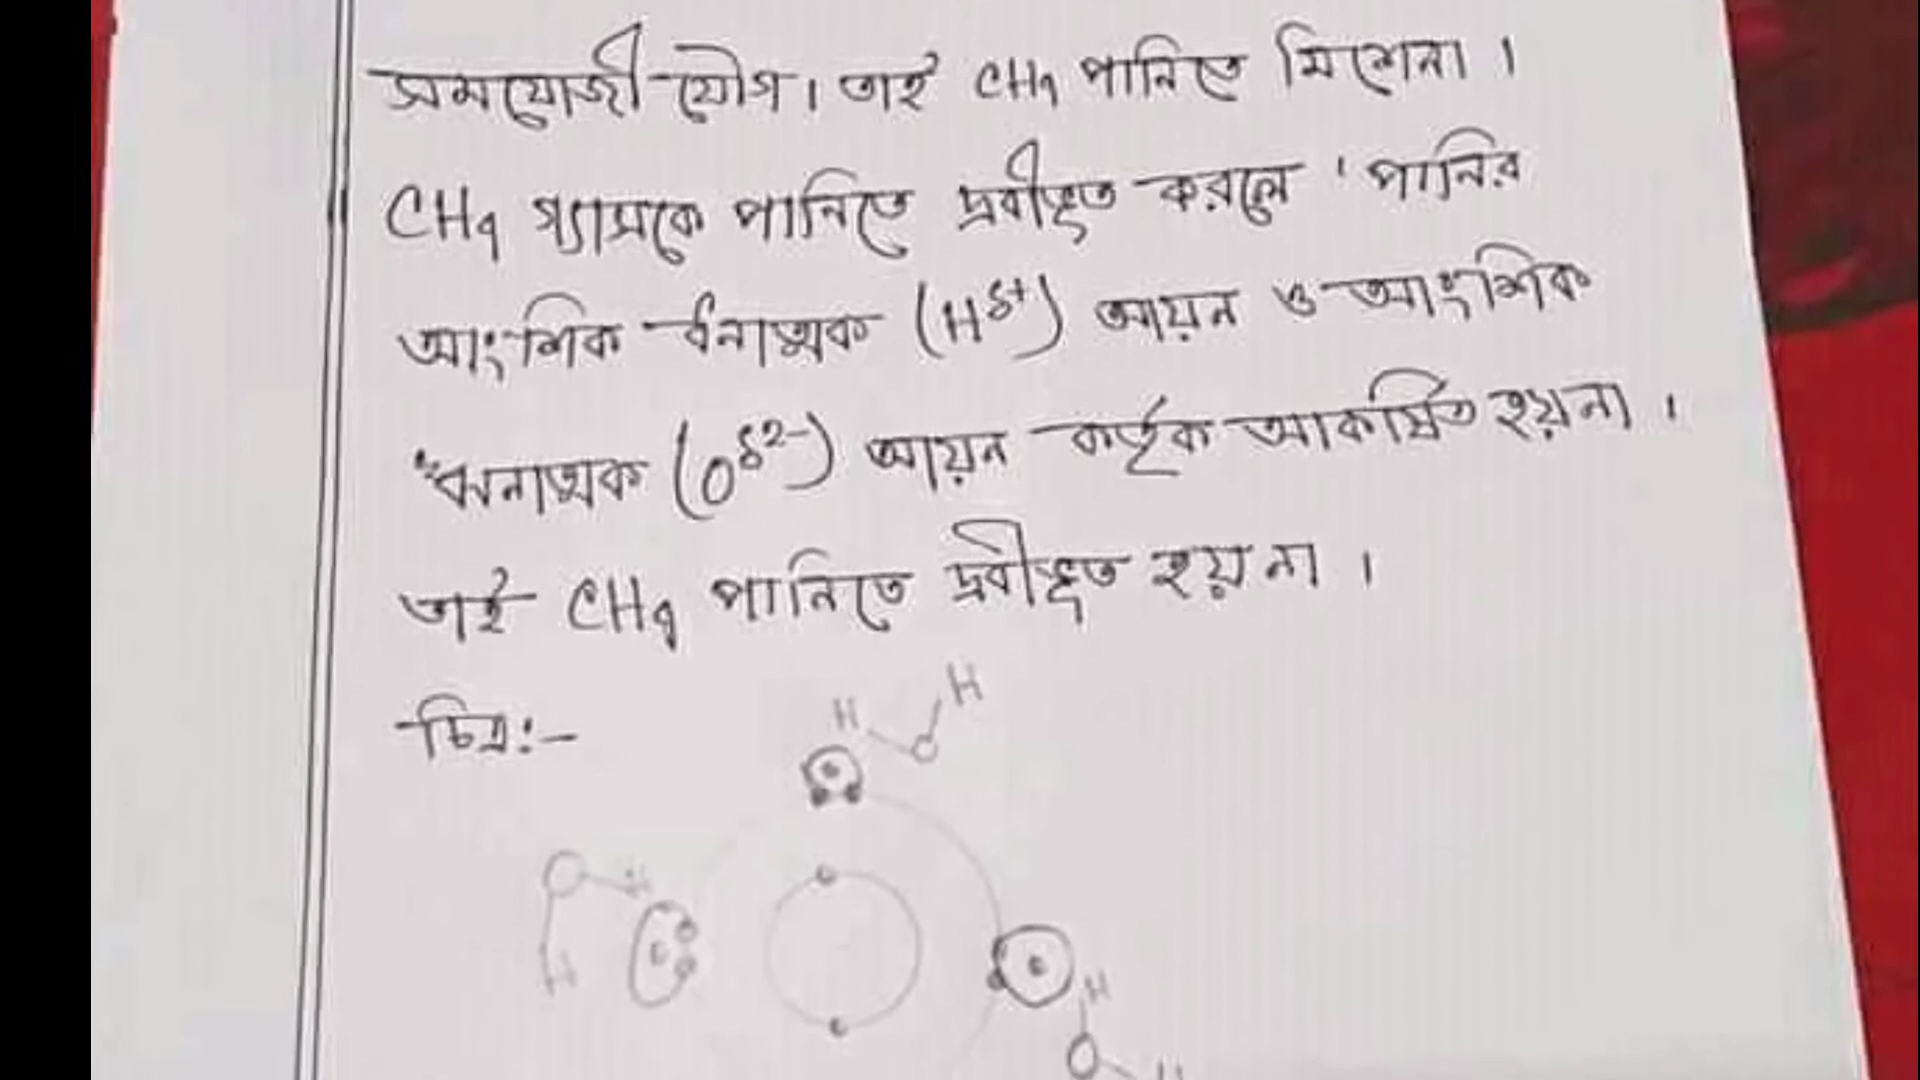 সমযোজী যৌগ। তাই CH₄ পানিতে মিশেনা।
CH₄ গ্যাসকে পানিতে দ্রবীভূত করলে পানির
আংশিক ধনাত্মক (Hᵟ⁺) আয়ন ও আংশিক
ঋনাত্মক (Oᵟ²⁻) আয়ন কর্তৃক আকর্ষিত হয়না।
তাই CH₄ পানিতে দ্রবীভূত হয় না।
চিত্র:-
H H
H
H
H
H